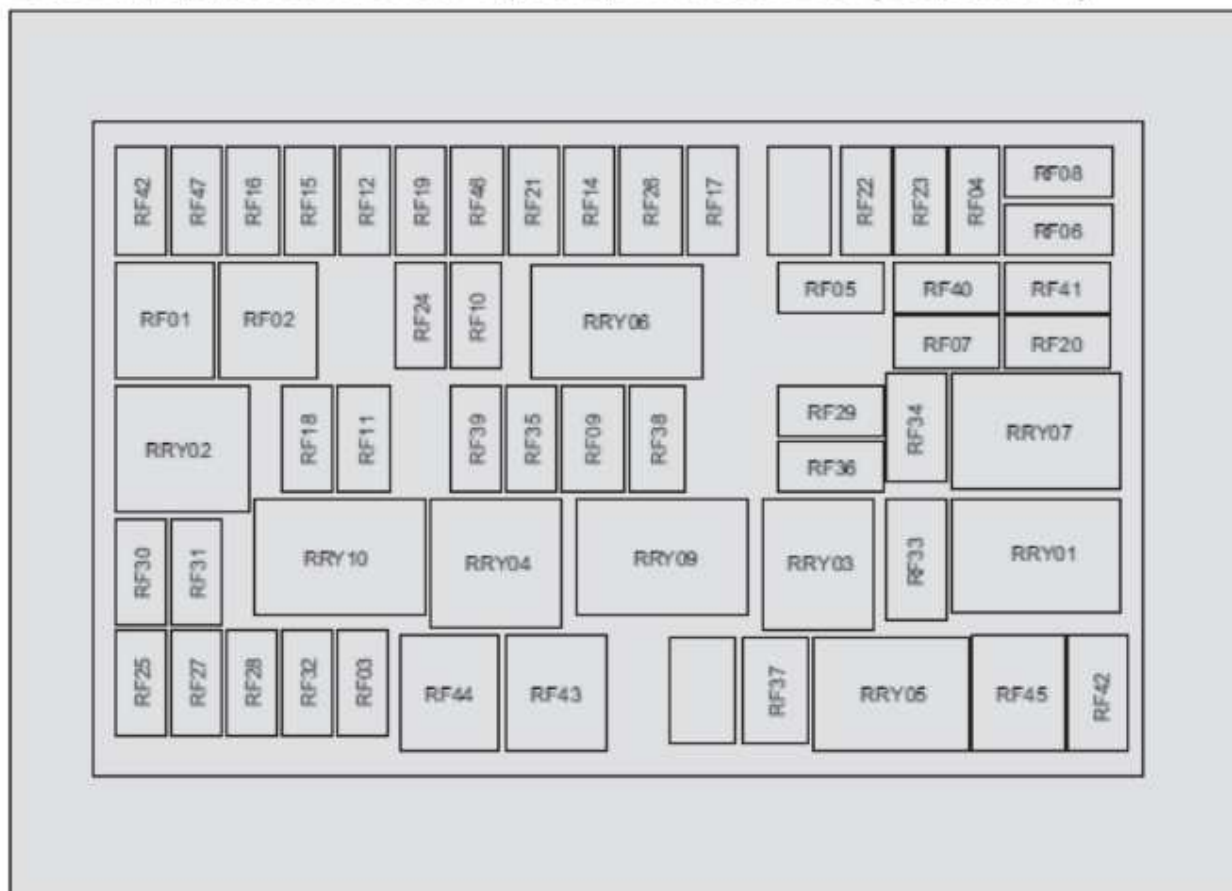 RF42 RF47 RF16 RF15 RF12 RF19 RF46 RF21 RF14 RF26 RF17 RF22 RF23 RF04 RF08
RF06
RF01 RF02 RF24 RF10 RRY06 RF05 RF40 RF41
RF07 RF20
RRY02 RF18 RF11 RF39 RF35 RF09 RF38 RF29 RF34 RRY07
RF36
RF30 RF31 RRY10 RRY04 RRY09 RRY03 RF33 RRY01
RF25 RF27 RF28 RF32 RF03 RF44 RF43 RF37 RRY05 RF45 RF42